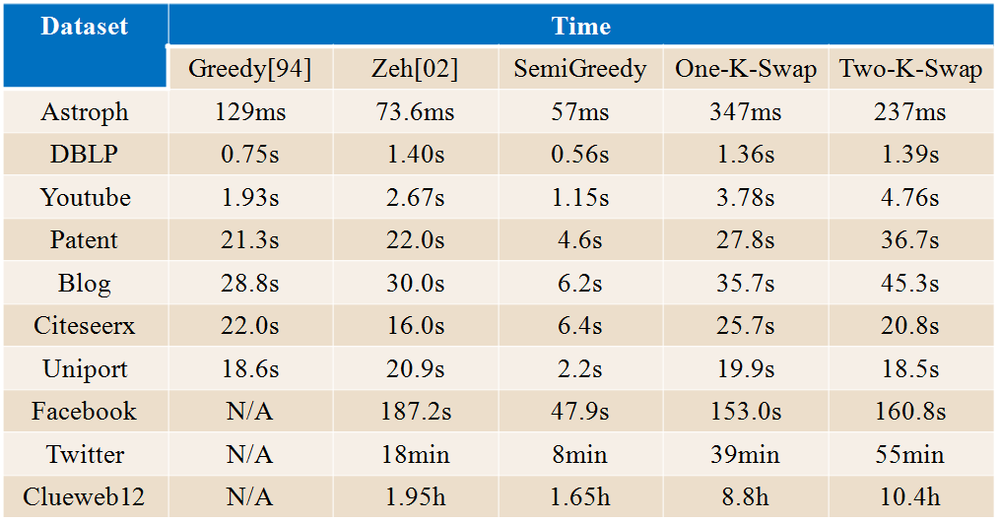 Dataset Time
Greedy[94] Zeh[02] SemiGreedy One-K-Swap Two-K-Swap
Astroph 129ms 73.6ms 57ms 347ms 237ms
DBLP 0.75s 1.40s 0.56s 1.36s 1.39s
Youtube 1.93s 2.67s 1.15s 3.78s 4.76s
Patent 21.3s 22.0s 4.6s 27.8s 36.7s
Blog 28.8s 30.0s 6.2s 35.7s 45.3s
Citeseerx 22.0s 16.0s 6.4s 25.7s 20.8s
Uniport 18.6s 20.9s 2.2s 19.9s 18.5s
Facebook N/A 187.2s 47.9s 153.0s 160.8s
Twitter N/A 18min 8min 39min 55min
Clueweb12 N/A 1.95h 1.65h 8.8h 10.4h